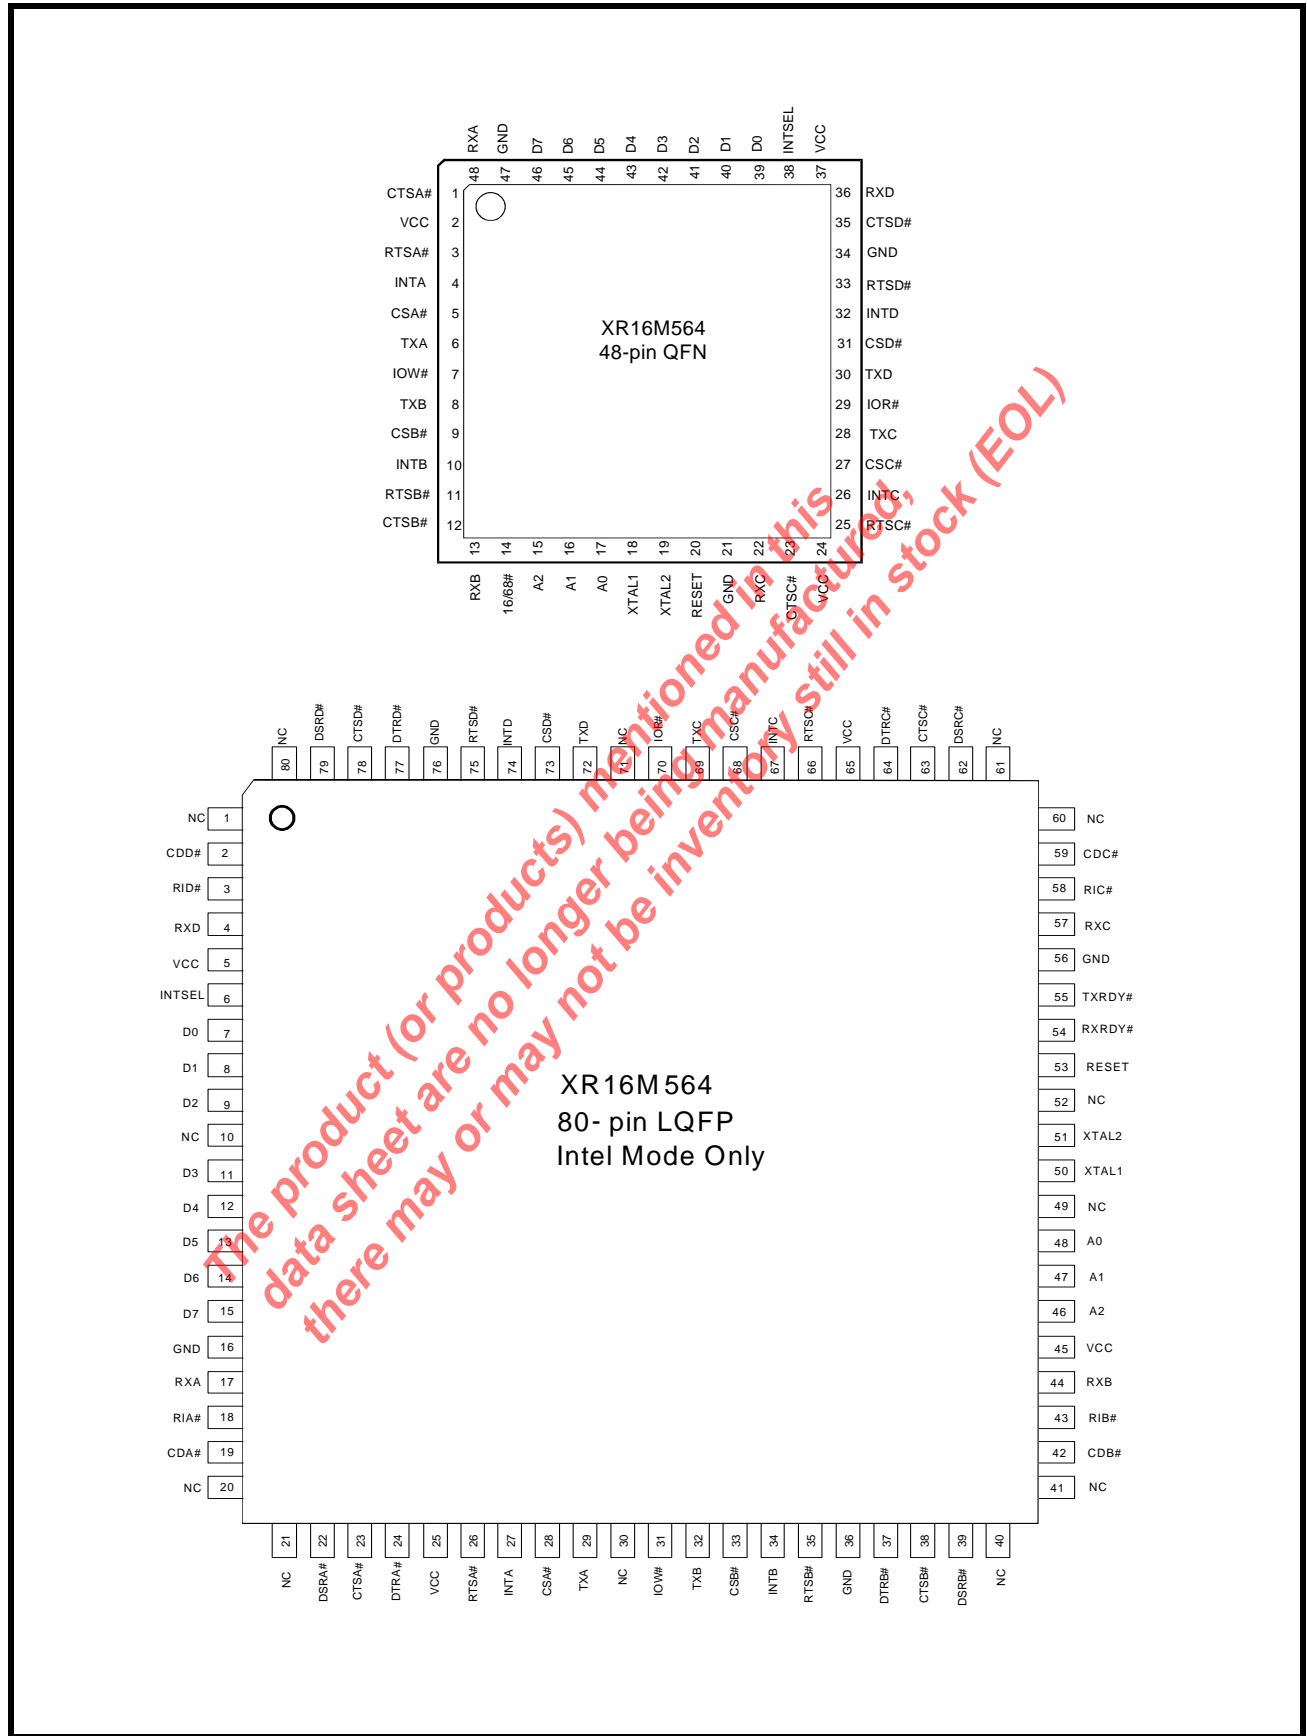 RXA GND D7 D6 D5 D4 D3 D2 D1 D0 INTSEL VCC
48 47 46 45 44 43 42 41 40 39 38 37
CTSA# 1 36 RXD
VCC 2 35 CTSD#
RTSA# 3 34 GND
INTA 4 33 RTSD#
CSA# 5 32 INTD
XR16M564
TXA 6 31 CSD#
48-pin QFN
IOW# 7 30 TXD
TXB 8 29 IOR#
CSB# 9 28 TXC
INTB 10 27 CSC#
RTSB# 11 26 INTC
CTSB# 12 25 RTSC#
13 14 15 16 17 18 19 20 21 22 23 24
RXB 16/68# A2 A1 A0 XTAL1 XTAL2 RESET GND RXC CTSC# VCC
NC DSRD# CTSD# DTRD# GND RTSD# INTD CSD# TXD NC IOR# TXC CSC# INTC RTSC# VCC DTRC# CTSC# DSRC# NC
80 79 78 77 76 75 74 73 72 71 70 69 68 67 66 65 64 63 62 61
NC 1 60 NC
CDD# 2 59 CDC#
RID# 3 58 RIC#
RXD 4 57 RXC
VCC 5 56 GND
INTSEL 6 55 TXRDY#
D0 7 54 RXRDY#
D1 8 53 RESET
XR16M564
D2 9 52 NC
80- pin LQFP
NC 10 51 XTAL2
Intel Mode Only
D3 11 50 XTAL1
D4 12 49 NC
D5 13 48 A0
D6 14 47 A1
D7 15 46 A2
GND 16 45 VCC
RXA 17 44 RXB
RIA# 18 43 RIB#
CDA# 19 42 CDB#
NC 20 41 NC
21 22 23 24 25 26 27 28 29 30 31 32 33 34 35 36 37 38 39 40
NC DSRA# CTSA# DTRA# VCC RTSA# INTA CSA# TXA NC IOW# TXB CSB# INTB RTSB# GND DTRB# CTSB# DSRB# NC
The product (or products) mentioned in this
data sheet are no longer being manufactured,
there may or may not be inventory still in stock (EOL)